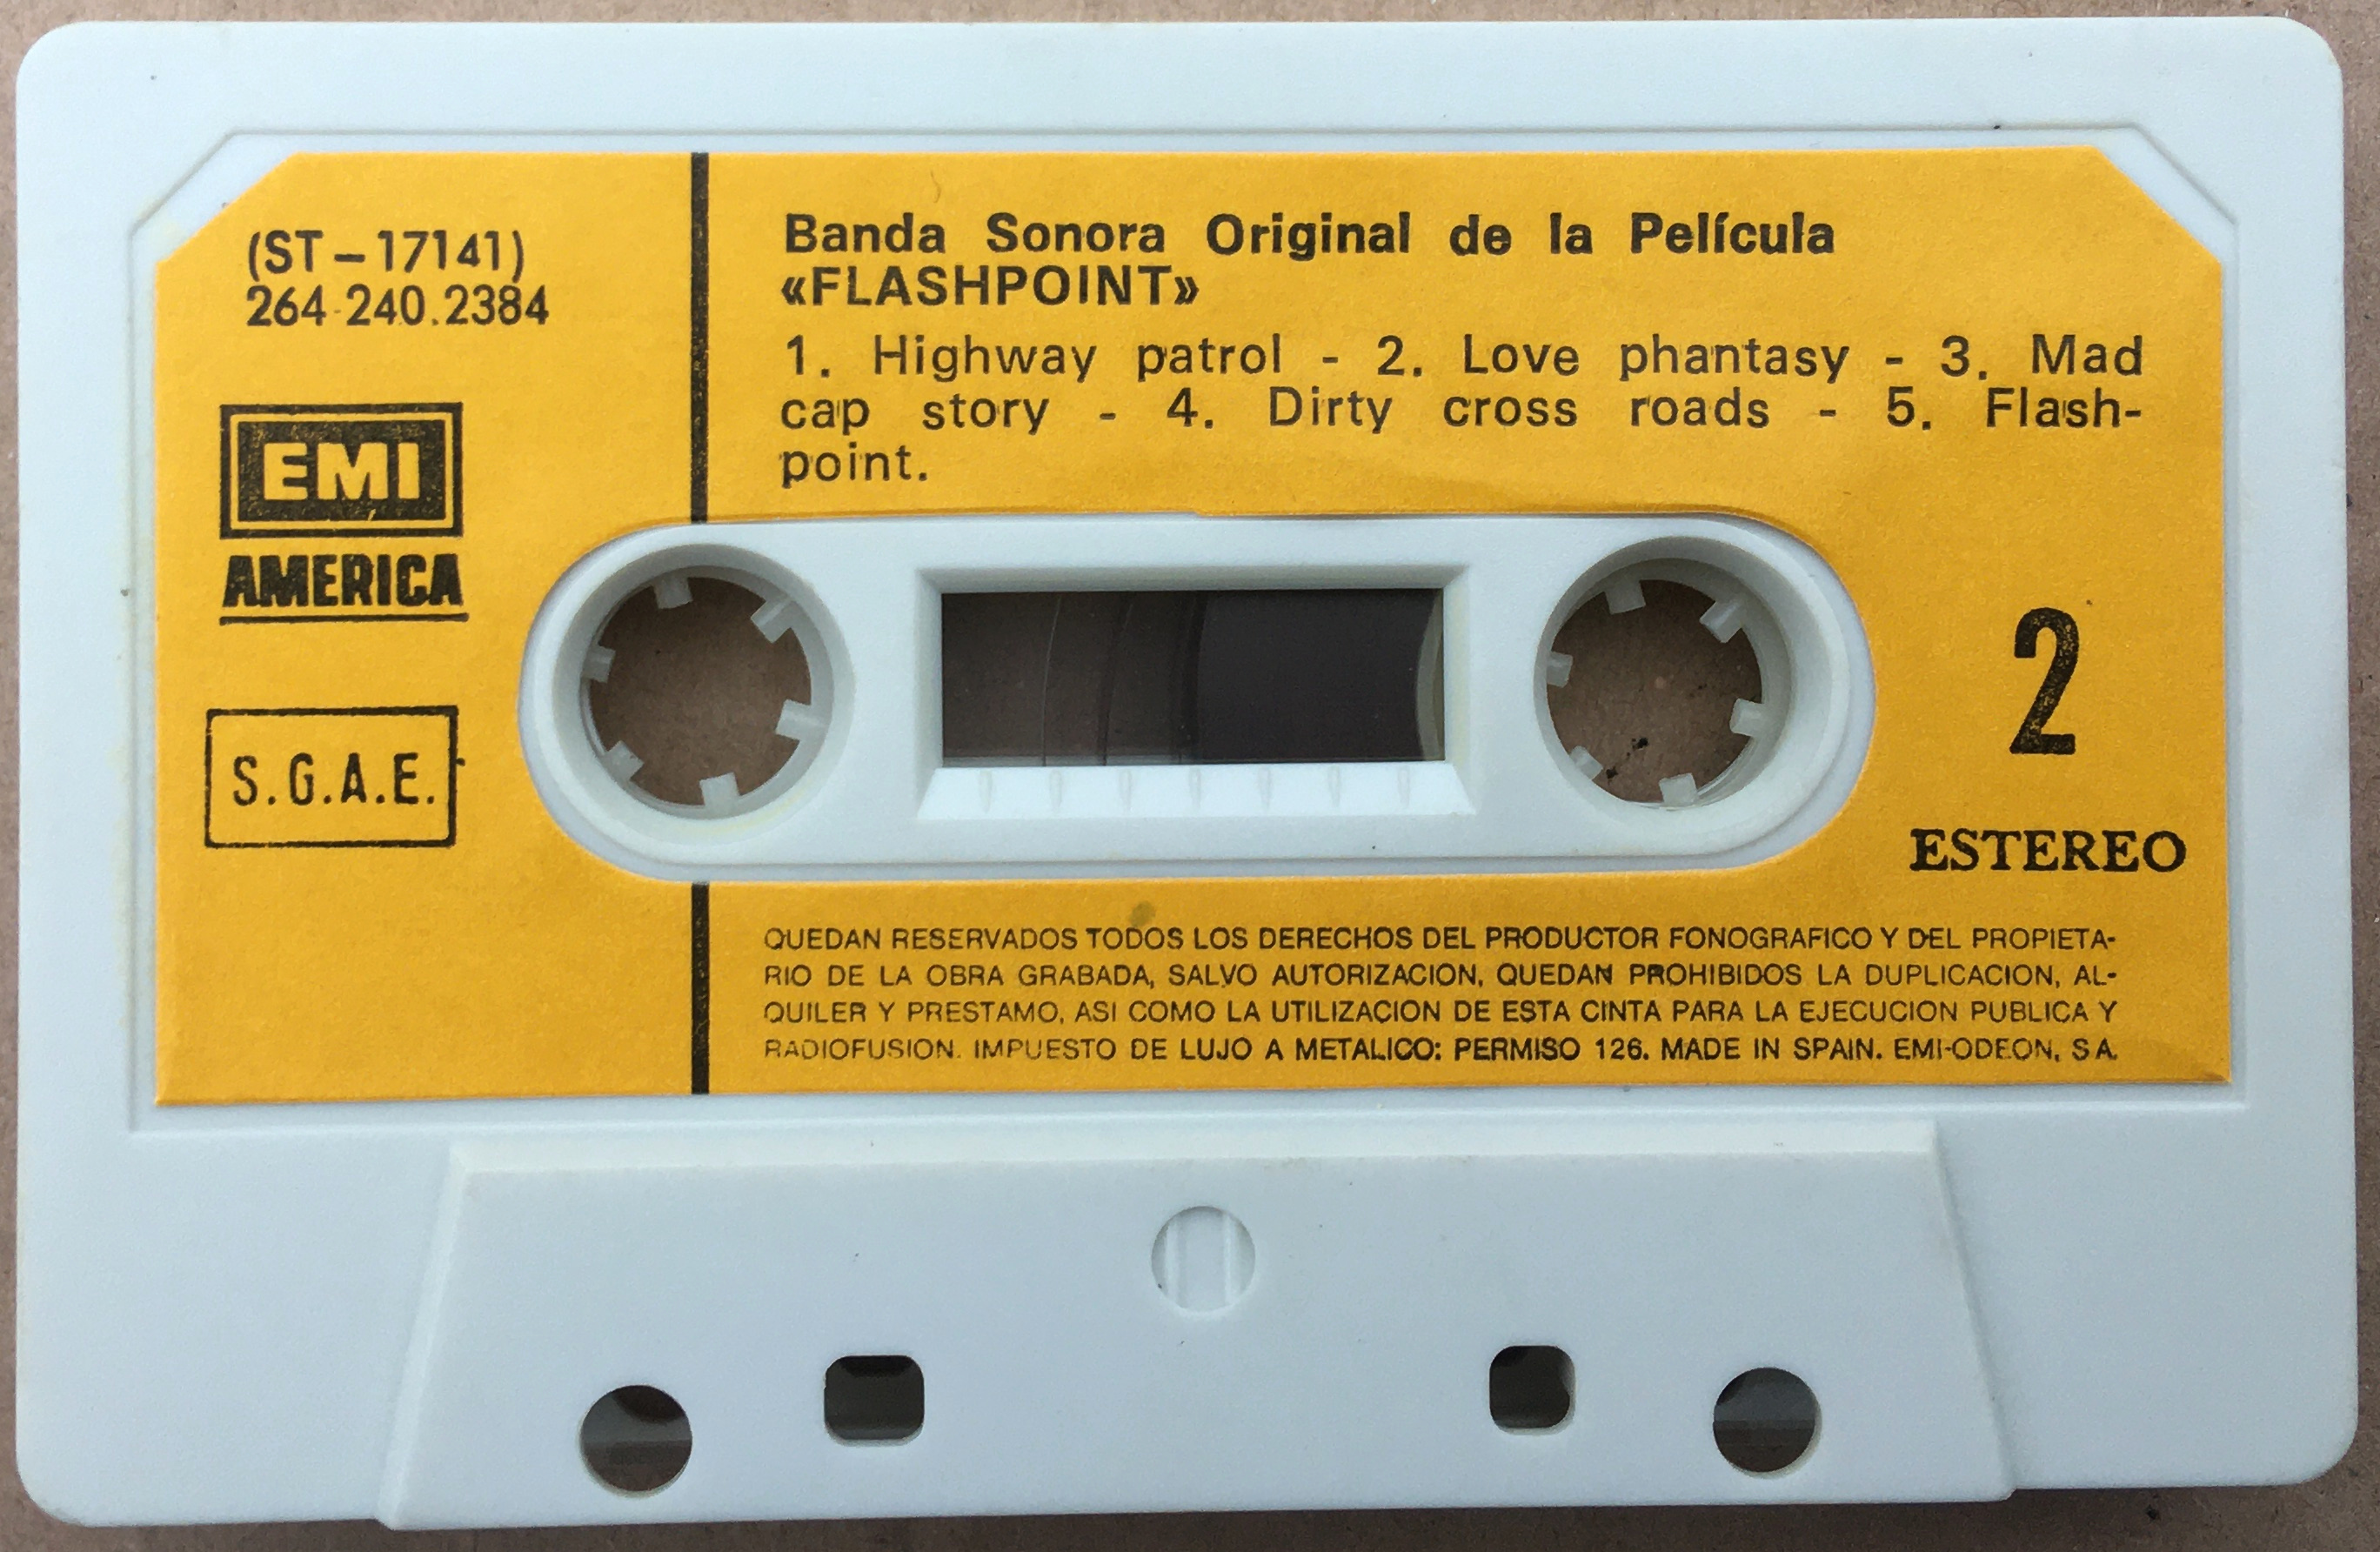 (ST-17141)
264-240.2384
EMI
AMERICA
S.G.A.E.
Banda Sonora Original de la Película
«FLASHPOINT»
1. Highway patrol - 2. Love phantasy - 3. Mad
cap story - 4. Dirty cross roads - 5. Flash-
point.
2
ESTEREO
QUEDAN RESERVADOS TODOS LOS DERECHOS DEL PRODUCTOR FONOGRAFICO Y DEL PROPIETA-
RIO DE LA OBRA GRABADA, SALVO AUTORIZACION, QUEDAN PROHIBIDOS LA DUPLICACION, AL-
QUILER Y PRESTAMO, ASI COMO LA UTILIZACION DE ESTA CINTA PARA LA EJECUCION PUBLICA Y
RADIOFUSION. IMPUESTO DE LUJO A METALICO: PERMISO 126. MADE IN SPAIN. EMI-ODEON, S A.